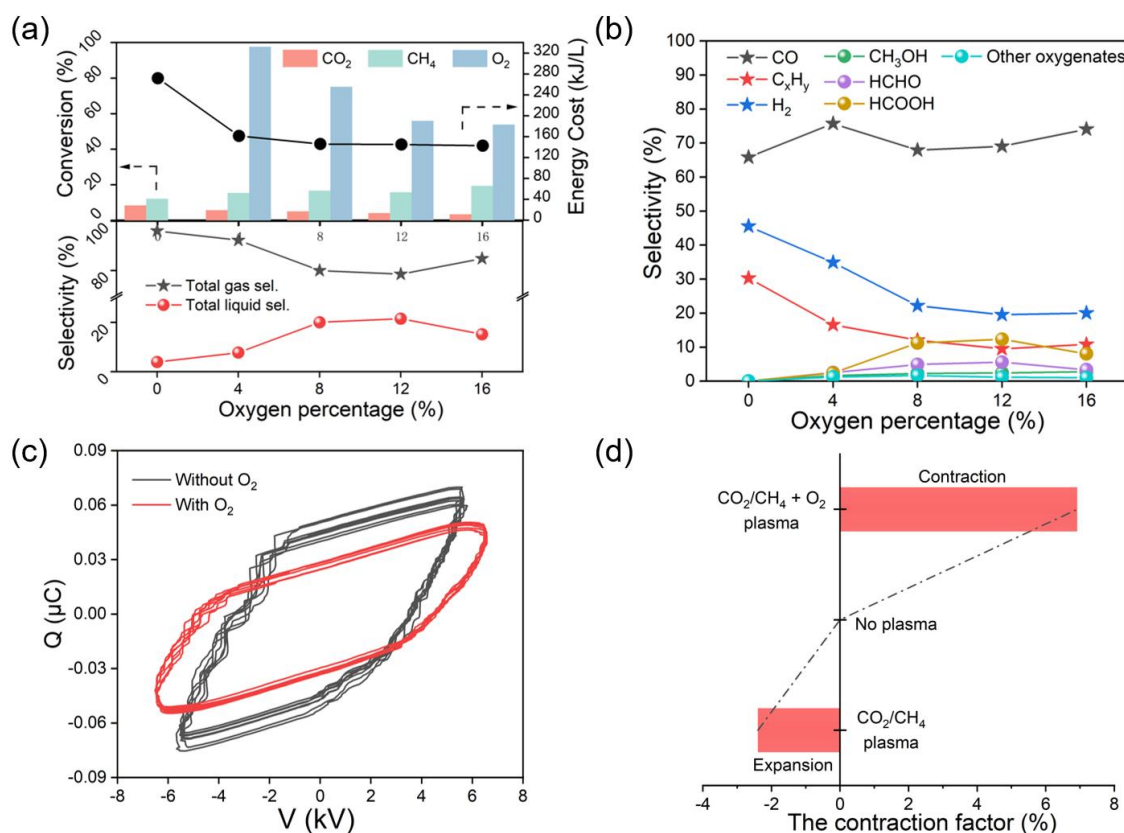 (a)
CO2 CH4 O2
Conversion (%)
100
80
60
40
20
0
Energy Cost (kJ/L)
320
280
240
200
160
120
80
40
0
0 4 8 12 16
Selectivity (%)
100
80
20
0
Total gas sel.
Total liquid sel.
0 4 8 12 16
Oxygen percentage (%)
(b)
CO CH3OH Other oxygenates
CxHy HCHO
H2 HCOOH
Selectivity (%)
100
90
80
70
60
50
40
30
20
10
0
0 4 8 12 16
Oxygen percentage (%)
(c)
Without O2
With O2
Q (μC)
0.09
0.06
0.03
0.00
-0.03
-0.06
-0.09
-8 -6 -4 -2 0 2 4 6 8
V (kV)
(d)
Contraction
CO2/CH4 + O2
plasma
No plasma
CO2/CH4
plasma
Expansion
-4 -2 0 2 4 6 8
The contraction factor (%)